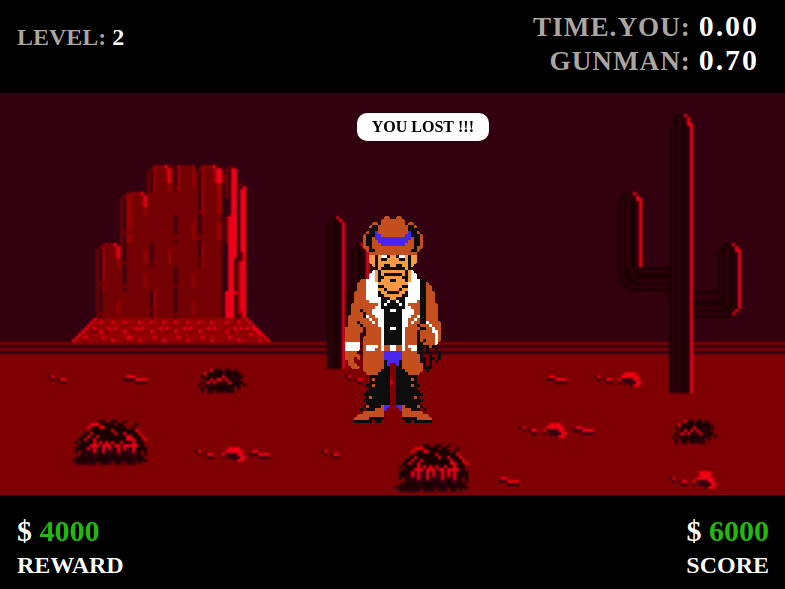 LEVEL: 2
TIME.YOU: 0.00
GUNMAN: 0.70
YOU LOST !!!
$ 4000
REWARD
$ 6000
SCORE